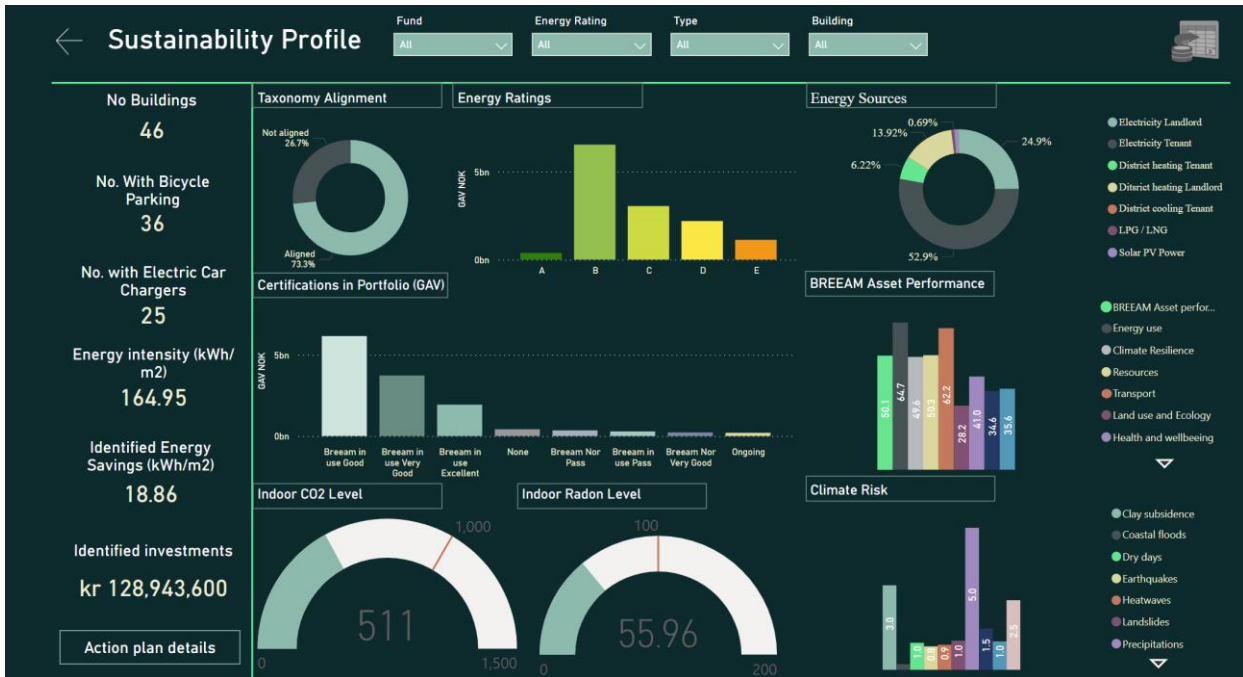 Sustainability Profile
Fund
All
Energy Rating
All
Type
All
Building
All
No Buildings
46
No. With Bicycle
Parking
36
No. with Electric Car
Chargers
25
Energy intensity (kWh/
m2)
164.95
Identified Energy
Savings (kWh/m2)
18.86
Identified investments
kr 128,943,600
Action plan details
Taxonomy Alignment
Not aligned
26.7%
Aligned
73.3%
Energy Ratings
GAV NOK
5bn
0bn
A
B
C
D
E
Energy Sources
0.69%
13.92%
6.22%
24.9%
52.9%
Electricity Landlord
Electricity Tenant
District heating Tenant
Ditsrict heating Landlord
District cooling Tenant
LPG / LNG
Solar PV Power
Certifications in Portfolio (GAV)
GAV NOK
5bn
0bn
Breeam in
use Good
Breeam in
use Very
Good
Breeam in
use
Excellent
None
Breeam Nor
Pass
Breeam in
use Pass
Breeam Nor
Very Good
Ongoing
BREEAM Asset Performance
50.1
64.7
49.6
50.3
62.2
28.2
41.0
34.6
35.6
BREEAM Asset perfor...
Energy use
Climate Resilience
Resources
Transport
Land use and Ecology
Health and wellbeeing
Indoor CO2 Level
1,000
511
0
1,500
Indoor Radon Level
100
55.96
0
200
Climate Risk
3.0
1.0
0.8
0.9
1.0
5.0
1.5
1.0
2.5
Clay subsidence
Coastal floods
Dry days
Earthquakes
Heatwaves
Landslides
Precipitations